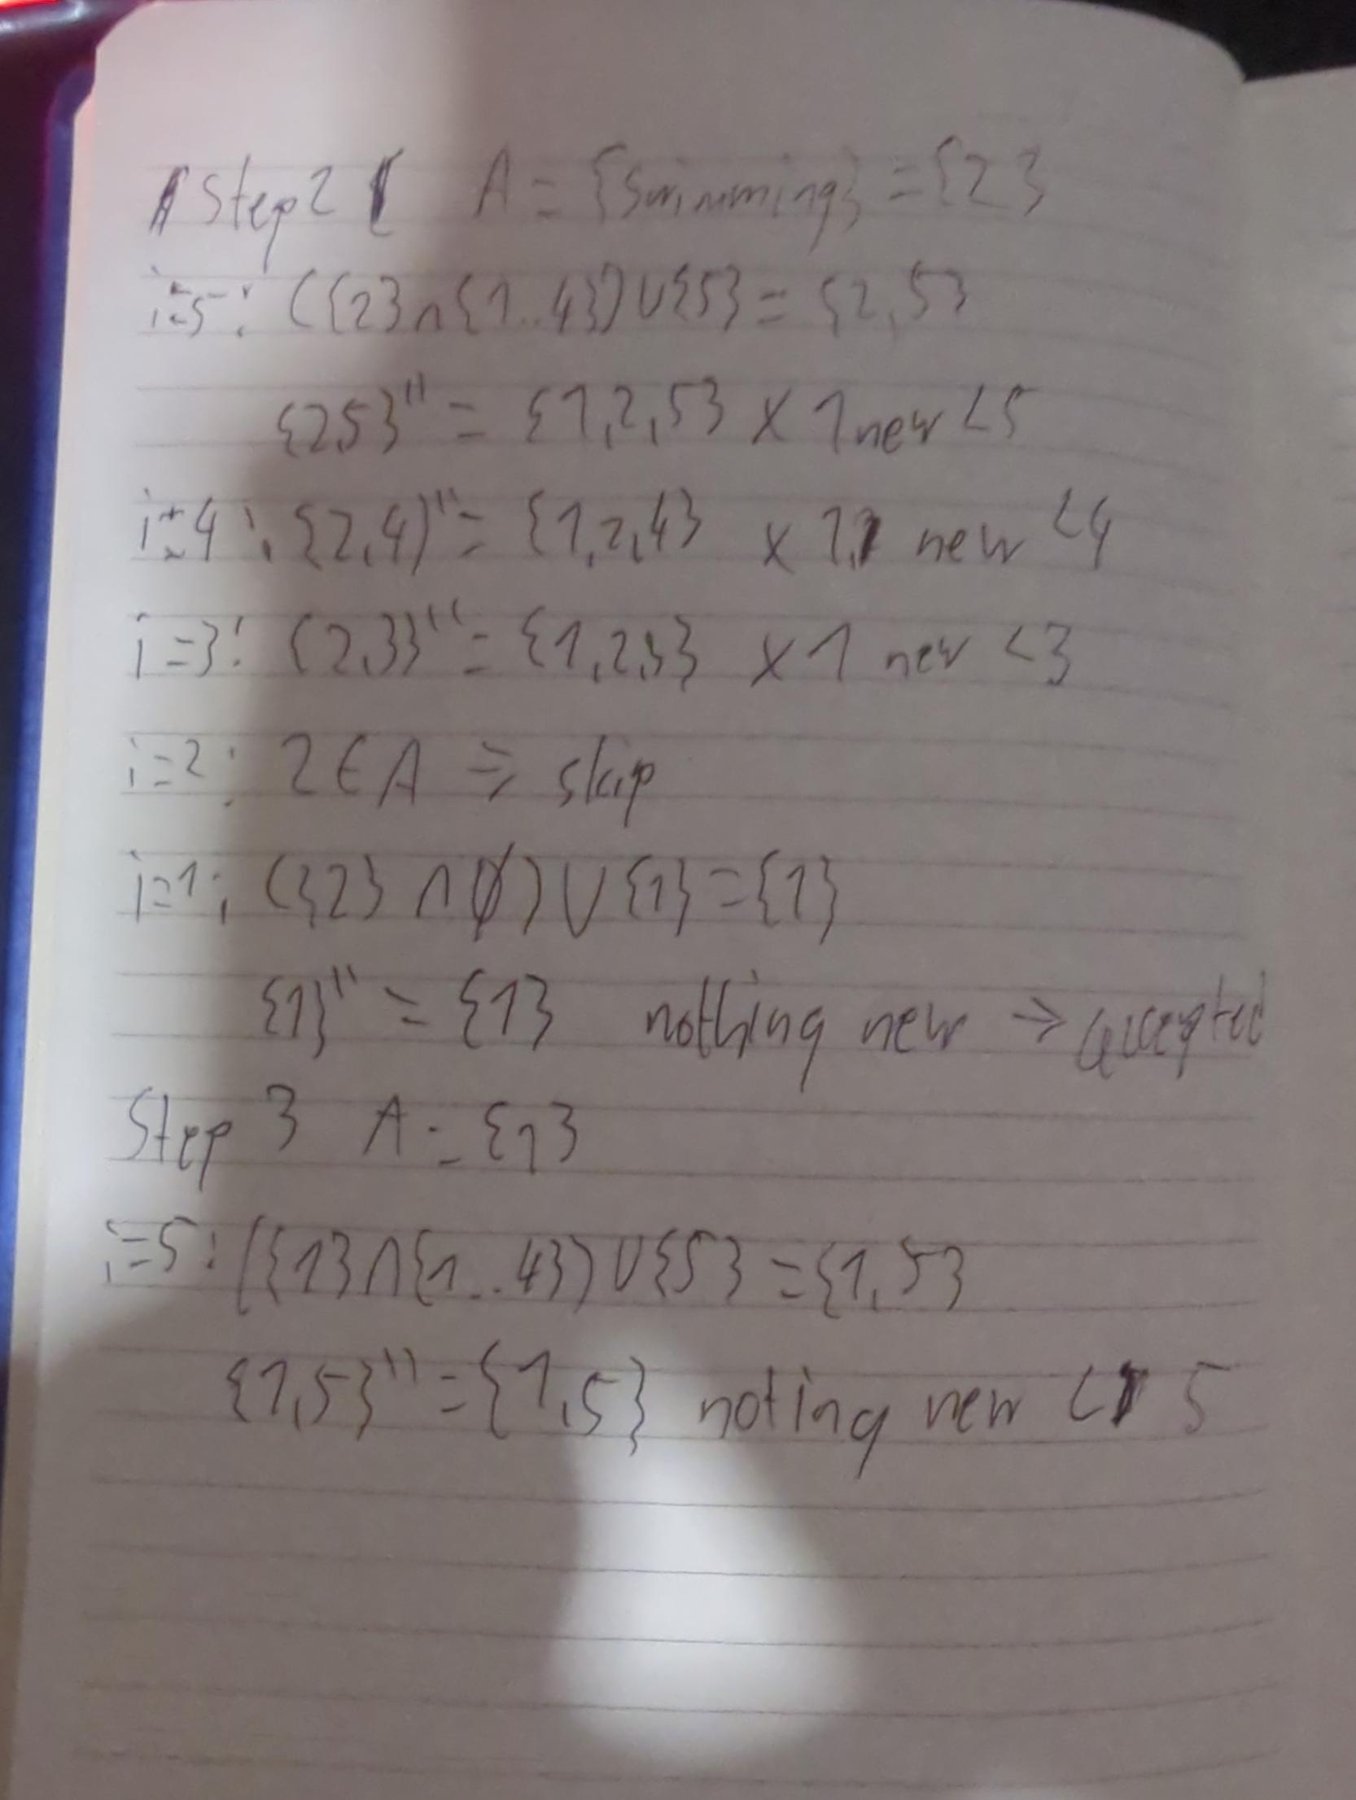 Step 2 A = {Swimming} = {2}
i=5: ({2}∩{1..4})∪{5} = {2,5}
{2,5}" = {1,2,5} x 1 new <5
i=4: {2,4}" = {1,2,4} x 1, new <4
i=3: {2,3}" = {1,2,3} x 1 new <3
i=2: 2∈A ⇒ skip
i=1: ({2} ∩ ∅) ∪ {1} = {1}
{1}" = {1} nothing new ⇒ accepted
Step 3 A = {1}
i=5: ({1}∩{1..4}) ∪{5} = {1,5}
{1,5}" = {1,5} noting new < 5